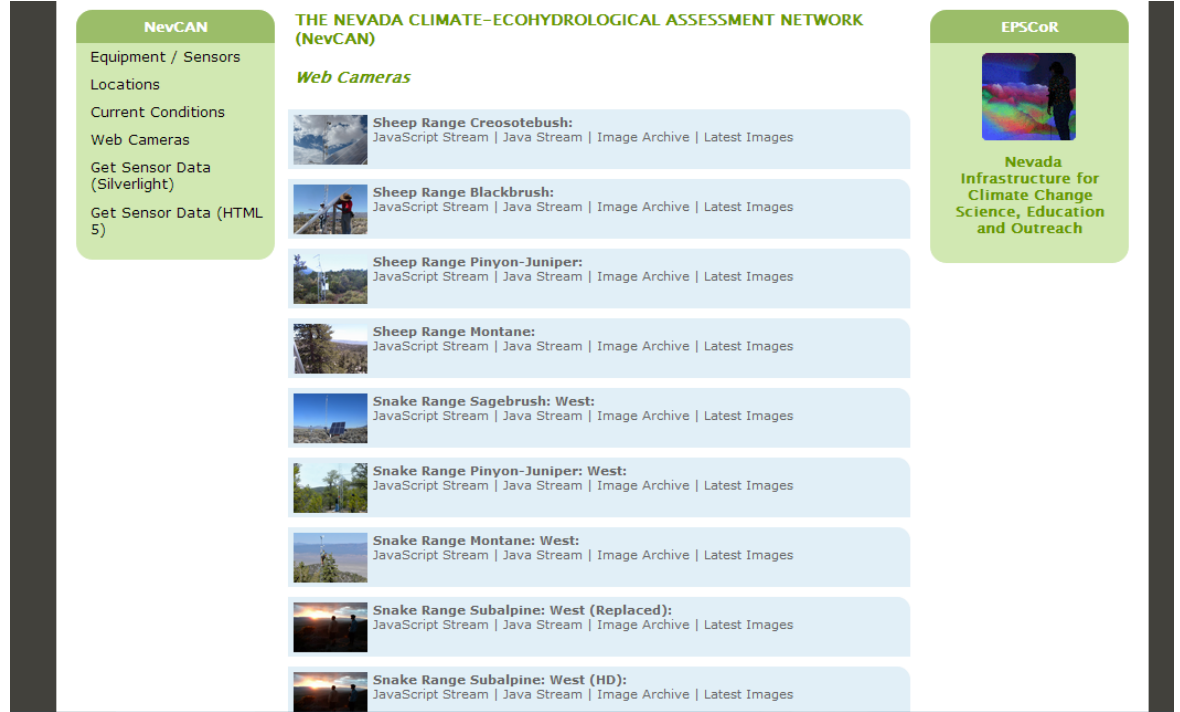 NevCAN
Equipment / Sensors
Locations
Current Conditions
Web Cameras
Get Sensor Data
(Silverlight)
Get Sensor Data (HTML
5)
THE NEVADA CLIMATE-ECOHYDROLOGICAL ASSESSMENT NETWORK
(NevCAN)
Web Cameras
Sheep Range Creosotebush:
JavaScript Stream | Java Stream | Image Archive | Latest Images
Sheep Range Blackbrush:
JavaScript Stream | Java Stream | Image Archive | Latest Images
Sheep Range Pinyon-Juniper:
JavaScript Stream | Java Stream | Image Archive | Latest Images
Sheep Range Montane:
JavaScript Stream | Java Stream | Image Archive | Latest Images
Snake Range Sagebrush: West:
JavaScript Stream | Java Stream | Image Archive | Latest Images
Snake Range Pinyon-Juniper: West:
JavaScript Stream | Java Stream | Image Archive | Latest Images
Snake Range Montane: West:
JavaScript Stream | Java Stream | Image Archive | Latest Images
Snake Range Subalpine: West (Replaced):
JavaScript Stream | Java Stream | Image Archive | Latest Images
Snake Range Subalpine: West (HD):
JavaScript Stream | Java Stream | Image Archive | Latest Images
EPSCoR
Nevada
Infrastructure for
Climate Change
Science, Education
and Outreach